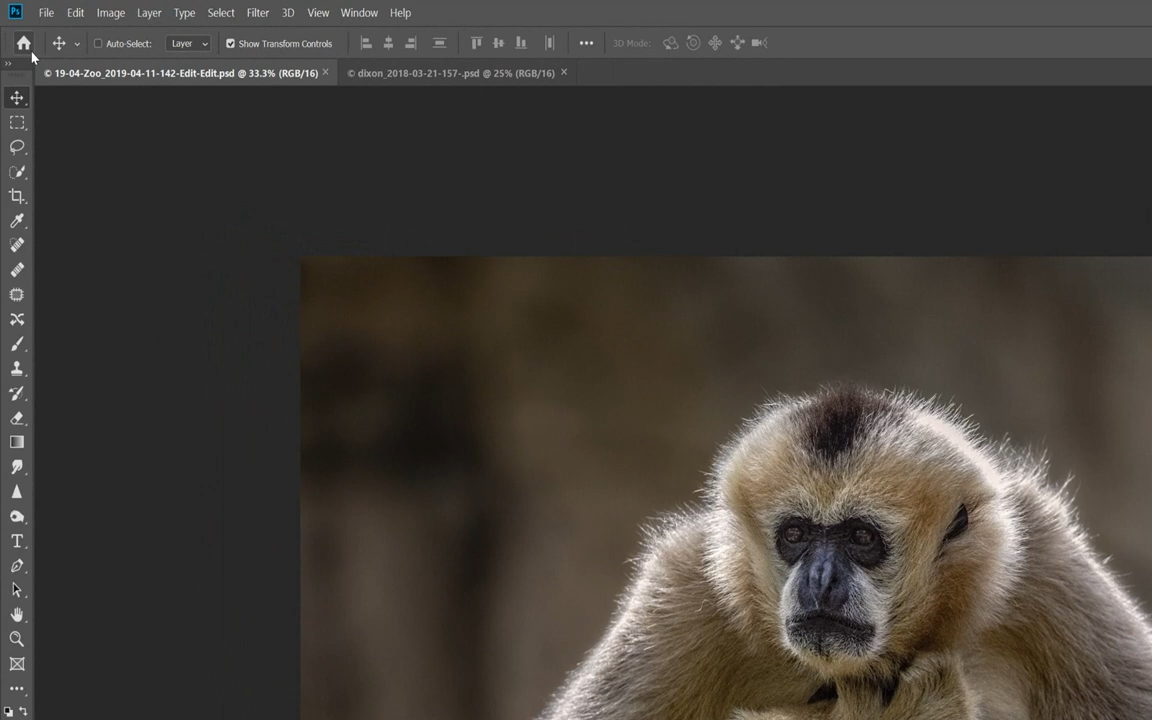 Ps File Edit Image Layer Type Select Filter 3D View Window Help
Auto-Select: Layer Show Transform Controls 3D Mode:
© 19-04-Zoo_2019-04-11-142-Edit-Edit.psd @ 33.3% (RGB/16) × © dixon_2018-03-21-157-.psd @ 25% (RGB/16) ×